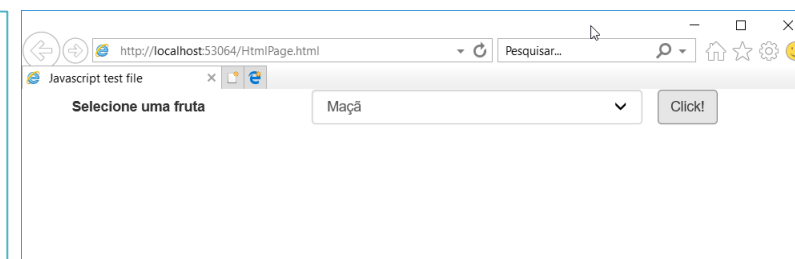 http://localhost:53064/HtmlPage.html
Pesquisar...
Javascript test file
Selecione uma fruta
Maçã
Click!